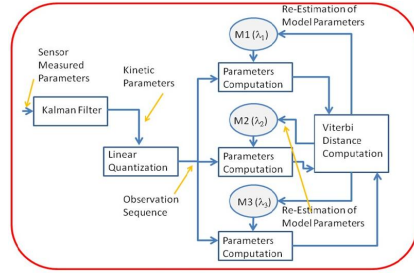 Re-Estimation of
Model Parameters
M1 (λ1)
Sensor
Measured
Parameters
Kinetic
Parameters
Parameters
Computation
Kalman Filter
M2 (λ2)
Viterbi
Distance
Computation
Linear
Quantization
Parameters
Computation
Observation
Sequence
M3 (λ3)
Re-Estimation of
Model Parameters
Parameters
Computation